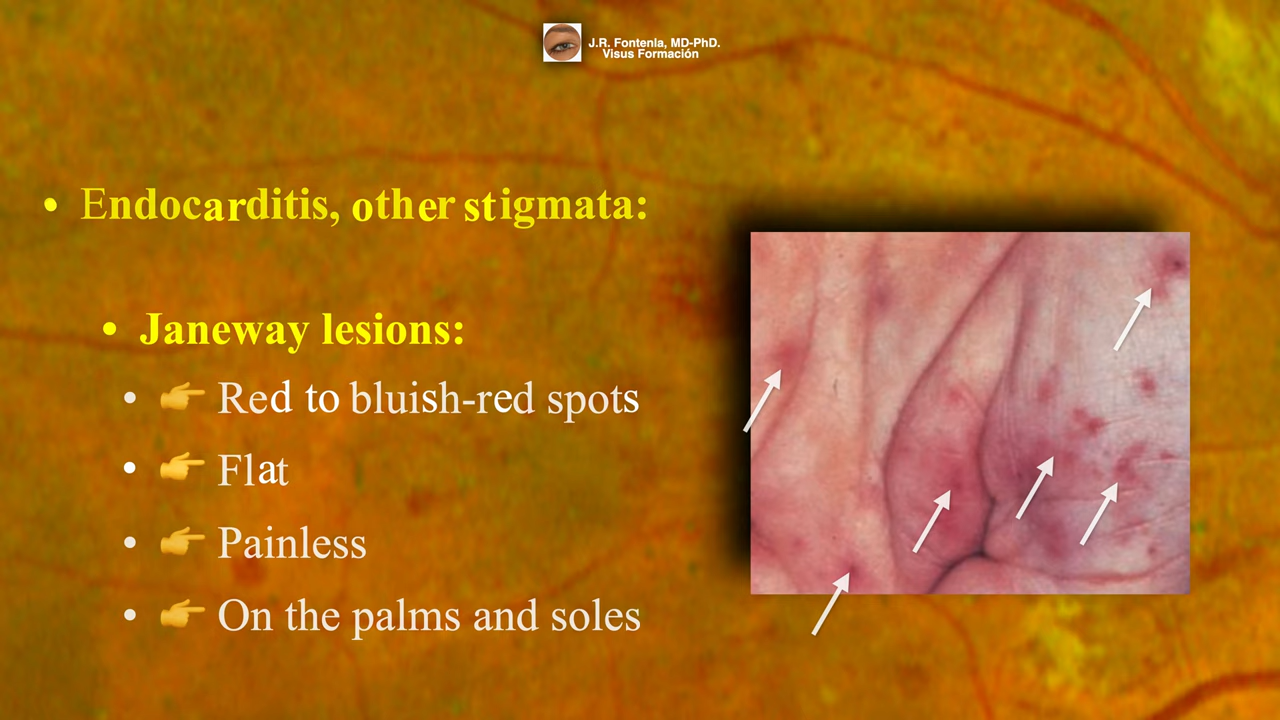 J.R. Fontenla, MD-PhD.
Visus Formación
• Endocarditis, other stigmata:
• Janeway lesions:
• 👉 Red to bluish-red spots
• 👉 Flat
• 👉 Painless
• 👉 On the palms and soles